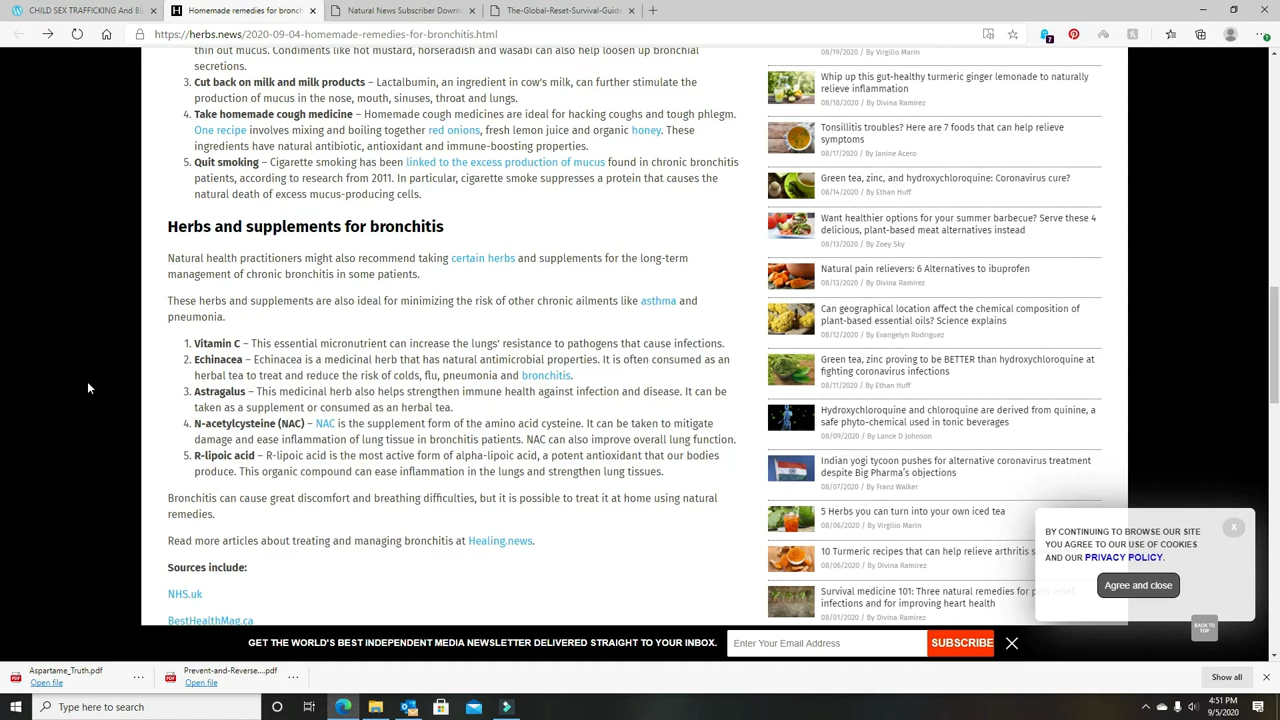 CHILD SEX TRAFFICKING AND BI
Homemade remedies for bronchit
Natural News Subscriber Downlo
The-Global-Reset-Survival-Guide
https://herbs.news/2020-09-04-homemade-remedies-for-bronchitis.html
7
thin out mucus. Condiments like hot mustard, horseradish and wasabi can also help loosen up bronchial
secretions.
3. Cut back on milk and milk products – Lactalbumin, an ingredient in cow's milk, can further stimulate the
production of mucus in the nose, mouth, sinuses, throat and lungs.
4. Take homemade cough medicine – Homemade cough medicines are ideal for hacking coughs and tough phlegm.
One recipe involves mixing and boiling together red onions, fresh lemon juice and organic honey. These
ingredients have natural antibiotic, antioxidant and immune-boosting properties.
5. Quit smoking – Cigarette smoking has been linked to the excess production of mucus found in chronic bronchitis
patients, according to research from 2011. In particular, cigarette smoke suppresses a protein that causes the
natural death of excess mucus-producing cells.
Herbs and supplements for bronchitis
Natural health practitioners might also recommend taking certain herbs and supplements for the long-term
management of chronic bronchitis in some patients.
These herbs and supplements are also ideal for minimizing the risk of other chronic ailments like asthma and
pneumonia.
1. Vitamin C – This essential micronutrient can increase the lungs' resistance to pathogens that cause infections.
2. Echinacea – Echinacea is a medicinal herb that has natural antimicrobial properties. It is often consumed as an
herbal tea to treat and reduce the risk of colds, flu, pneumonia and bronchitis.
3. Astragalus – This medicinal herb also helps strengthen immune health against infection and disease. It can be
taken as a supplement or consumed as an herbal tea.
4. N-acetylcysteine (NAC) – NAC is the supplement form of the amino acid cysteine. It can be taken to mitigate
damage and ease inflammation of lung tissue in bronchitis patients. NAC can also improve overall lung function.
5. R-lipoic acid – R-lipoic acid is the most active form of alpha-lipoic acid, a potent antioxidant that our bodies
produce. This organic compound can ease inflammation in the lungs and strengthen lung tissues.
Bronchitis can cause great discomfort and breathing difficulties, but it is possible to treat it at home using natural
remedies.
Read more articles about treating and managing bronchitis at Healing.news.
Sources include:
NHS.uk
BestHealthMag.ca
08/19/2020 / By Virgilio Marin
Whip up this gut-healthy turmeric ginger lemonade to naturally
relieve inflammation
08/18/2020 / By Divina Ramirez
Tonsillitis troubles? Here are 7 foods that can help relieve
symptoms
08/17/2020 / By Janine Acero
Green tea, zinc, and hydroxychloroquine: Coronavirus cure?
08/14/2020 / By Ethan Huff
Want healthier options for your summer barbecue? Serve these 4
delicious, plant-based meat alternatives instead
08/13/2020 / By Zoey Sky
Natural pain relievers: 6 Alternatives to ibuprofen
08/13/2020 / By Divina Ramirez
Can geographical location affect the chemical composition of
plant-based essential oils? Science explains
08/12/2020 / By Evangelyn Rodriguez
Green tea, zinc proving to be BETTER than hydroxychloroquine at
fighting coronavirus infections
08/11/2020 / By Ethan Huff
Hydroxychloroquine and chloroquine are derived from quinine, a
safe phyto-chemical used in tonic beverages
08/09/2020 / By Lance D Johnson
Indian yogi tycoon pushes for alternative coronavirus treatment
despite Big Pharma's objections
08/07/2020 / By Franz Walker
5 Herbs you can turn into your own iced tea
08/06/2020 / By Virgilio Marin
10 Turmeric recipes that can help relieve arthritis
08/06/2020 / By Divina Ramirez
Survival medicine 101: Three natural remedies for pain relief,
infections and for improving heart health
08/01/2020 / By Divina Ramirez
X
BY CONTINUING TO BROWSE OUR SITE
YOU AGREE TO OUR USE OF COOKIES
AND OUR PRIVACY POLICY.
Agree and close
BACK TO
TOP
GET THE WORLD'S BEST INDEPENDENT MEDIA NEWSLETTER DELIVERED STRAIGHT TO YOUR INBOX.
Enter Your Email Address
SUBSCRIBE
Aspartame_Truth.pdf
Open file
Prevent-and-Reverse....pdf
Open file
Show all
Type here to search
4:51 PM